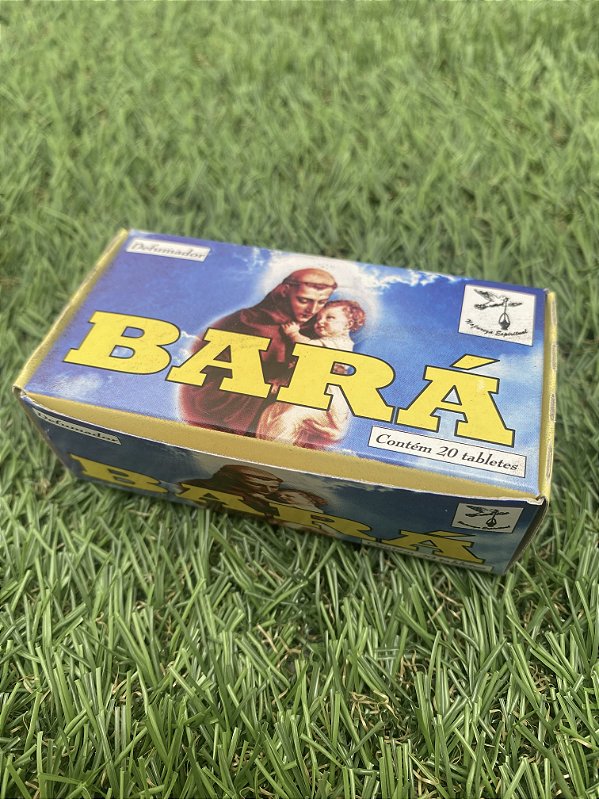 Defumador
BARÁ
Contém 20 tabletes
Defumador
BARÁ